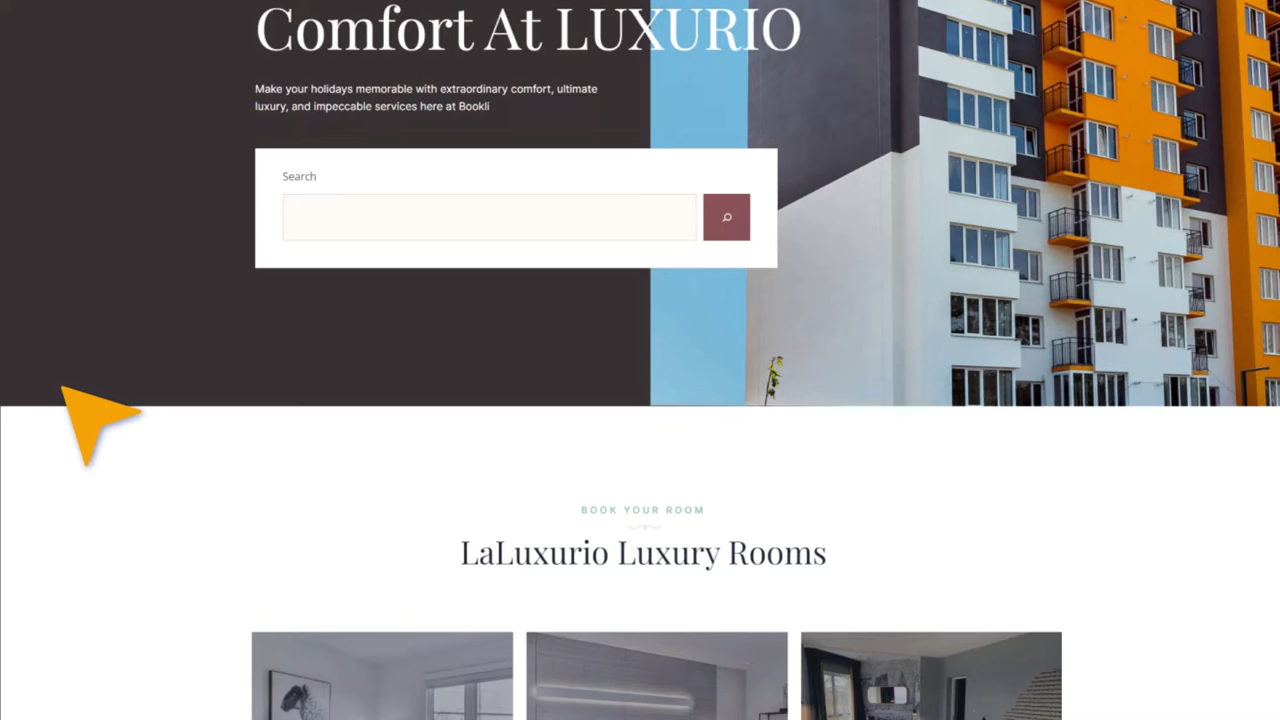 Comfort At LUXURIO
Make your holidays memorable with extraordinary comfort, ultimate
luxury, and impeccable services here at Bookli
Search
BOOK YOUR ROOM
LaLuxurio Luxury Rooms